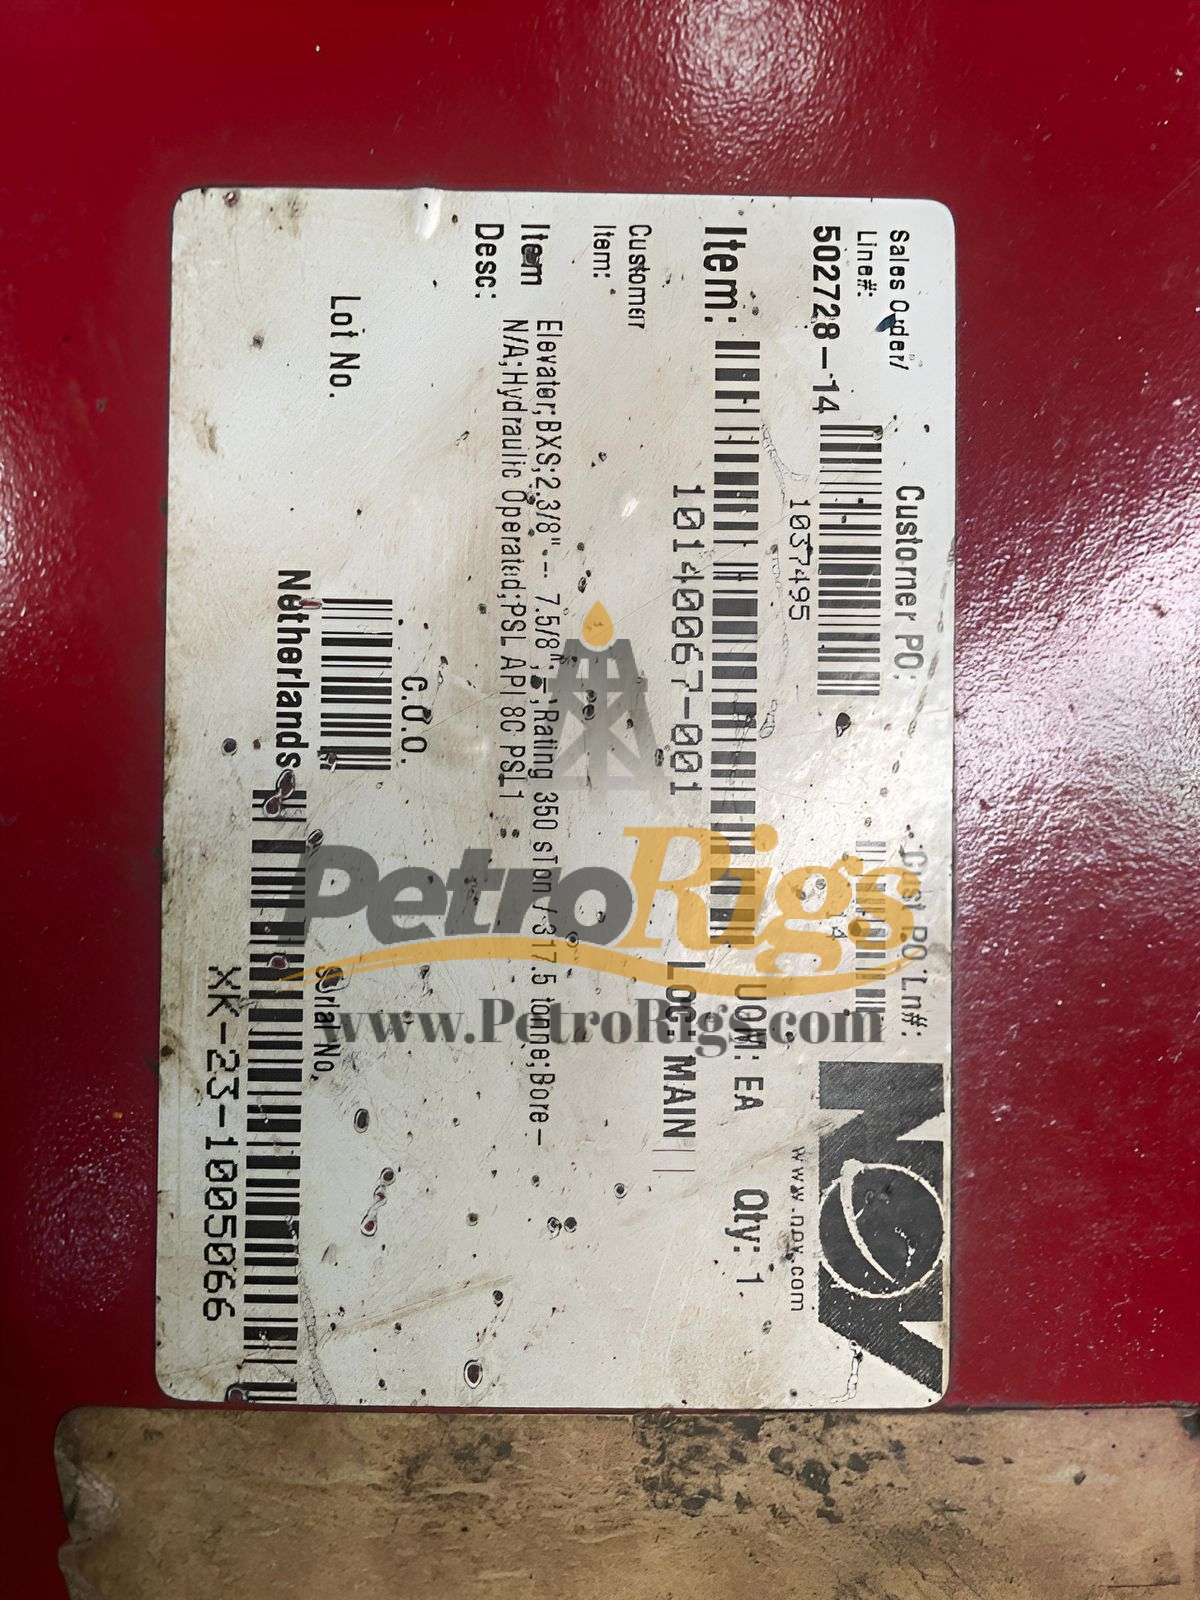 Sales Order/
Line#:
502728-14
Customer PO:
1037495
Cust PO Ln#:
14
NOV
www.nov.com
Item:
10140067-001
UOM: EA
Qty: 1
LOC: MAIN
Customer
Item:
Item
Desc:
Elevator;BXS;2.3/8" -- 7.5/8";_;Rating 350 sTon / 317.5 tonne;Bore-
N/A;Hydraulic Operated;PSL API 8C PSL1
Lot No.
C.O.O.
Netherlands
Serial No.
XK-23-1005066
PetroRigs
www.PetroRigs.com